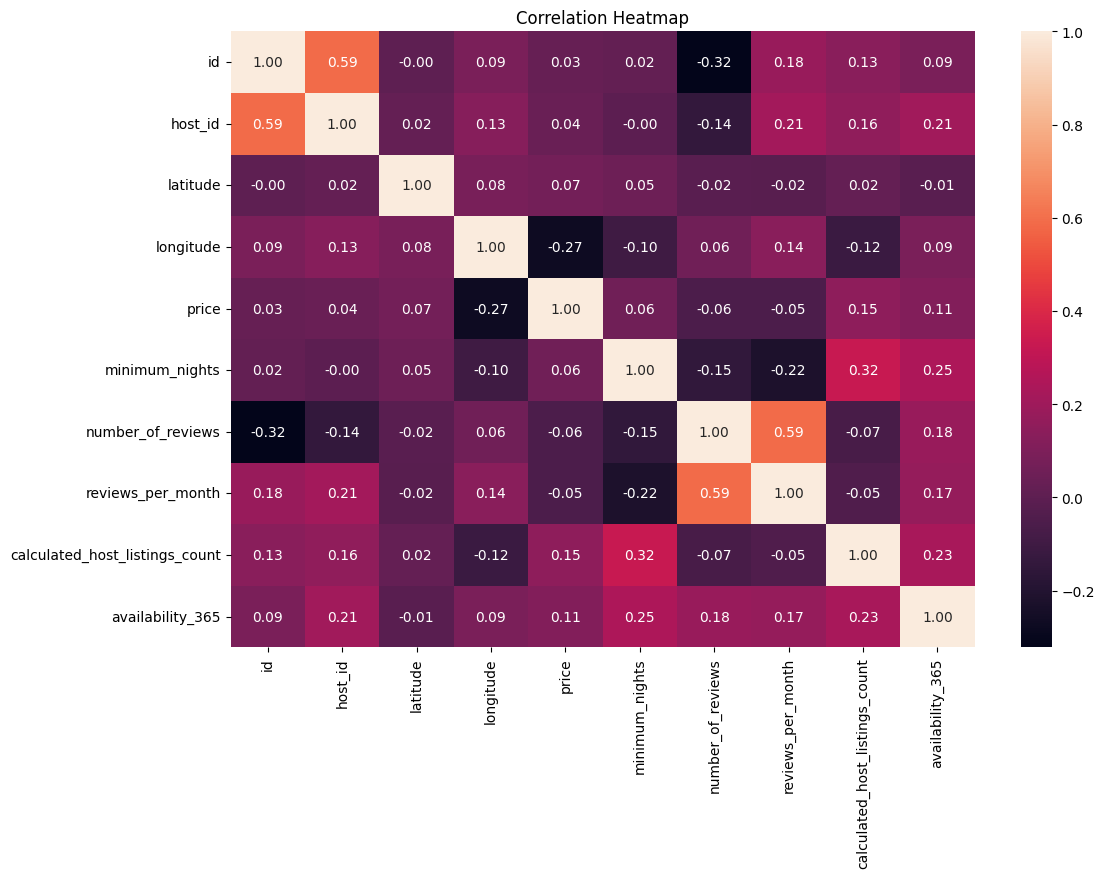 Correlation Heatmap
id 1.00 0.59 -0.00 0.09 0.03 0.02 -0.32 0.18 0.13 0.09
host_id 0.59 1.00 0.02 0.13 0.04 -0.00 -0.14 0.21 0.16 0.21
latitude -0.00 0.02 1.00 0.08 0.07 0.05 -0.02 -0.02 0.02 -0.01
longitude 0.09 0.13 0.08 1.00 -0.27 -0.10 0.06 0.14 -0.12 0.09
price 0.03 0.04 0.07 -0.27 1.00 0.06 -0.06 -0.05 0.15 0.11
minimum_nights 0.02 -0.00 0.05 -0.10 0.06 1.00 -0.15 -0.22 0.32 0.25
number_of_reviews -0.32 -0.14 -0.02 0.06 -0.06 -0.15 1.00 0.59 -0.07 0.18
reviews_per_month 0.18 0.21 -0.02 0.14 -0.05 -0.22 0.59 1.00 -0.05 0.17
calculated_host_listings_count 0.13 0.16 0.02 -0.12 0.15 0.32 -0.07 -0.05 1.00 0.23
availability_365 0.09 0.21 -0.01 0.09 0.11 0.25 0.18 0.17 0.23 1.00
id
host_id
latitude
longitude
price
minimum_nights
number_of_reviews
reviews_per_month
calculated_host_listings_count
availability_365
1.0
0.8
0.6
0.4
0.2
0.0
−0.2